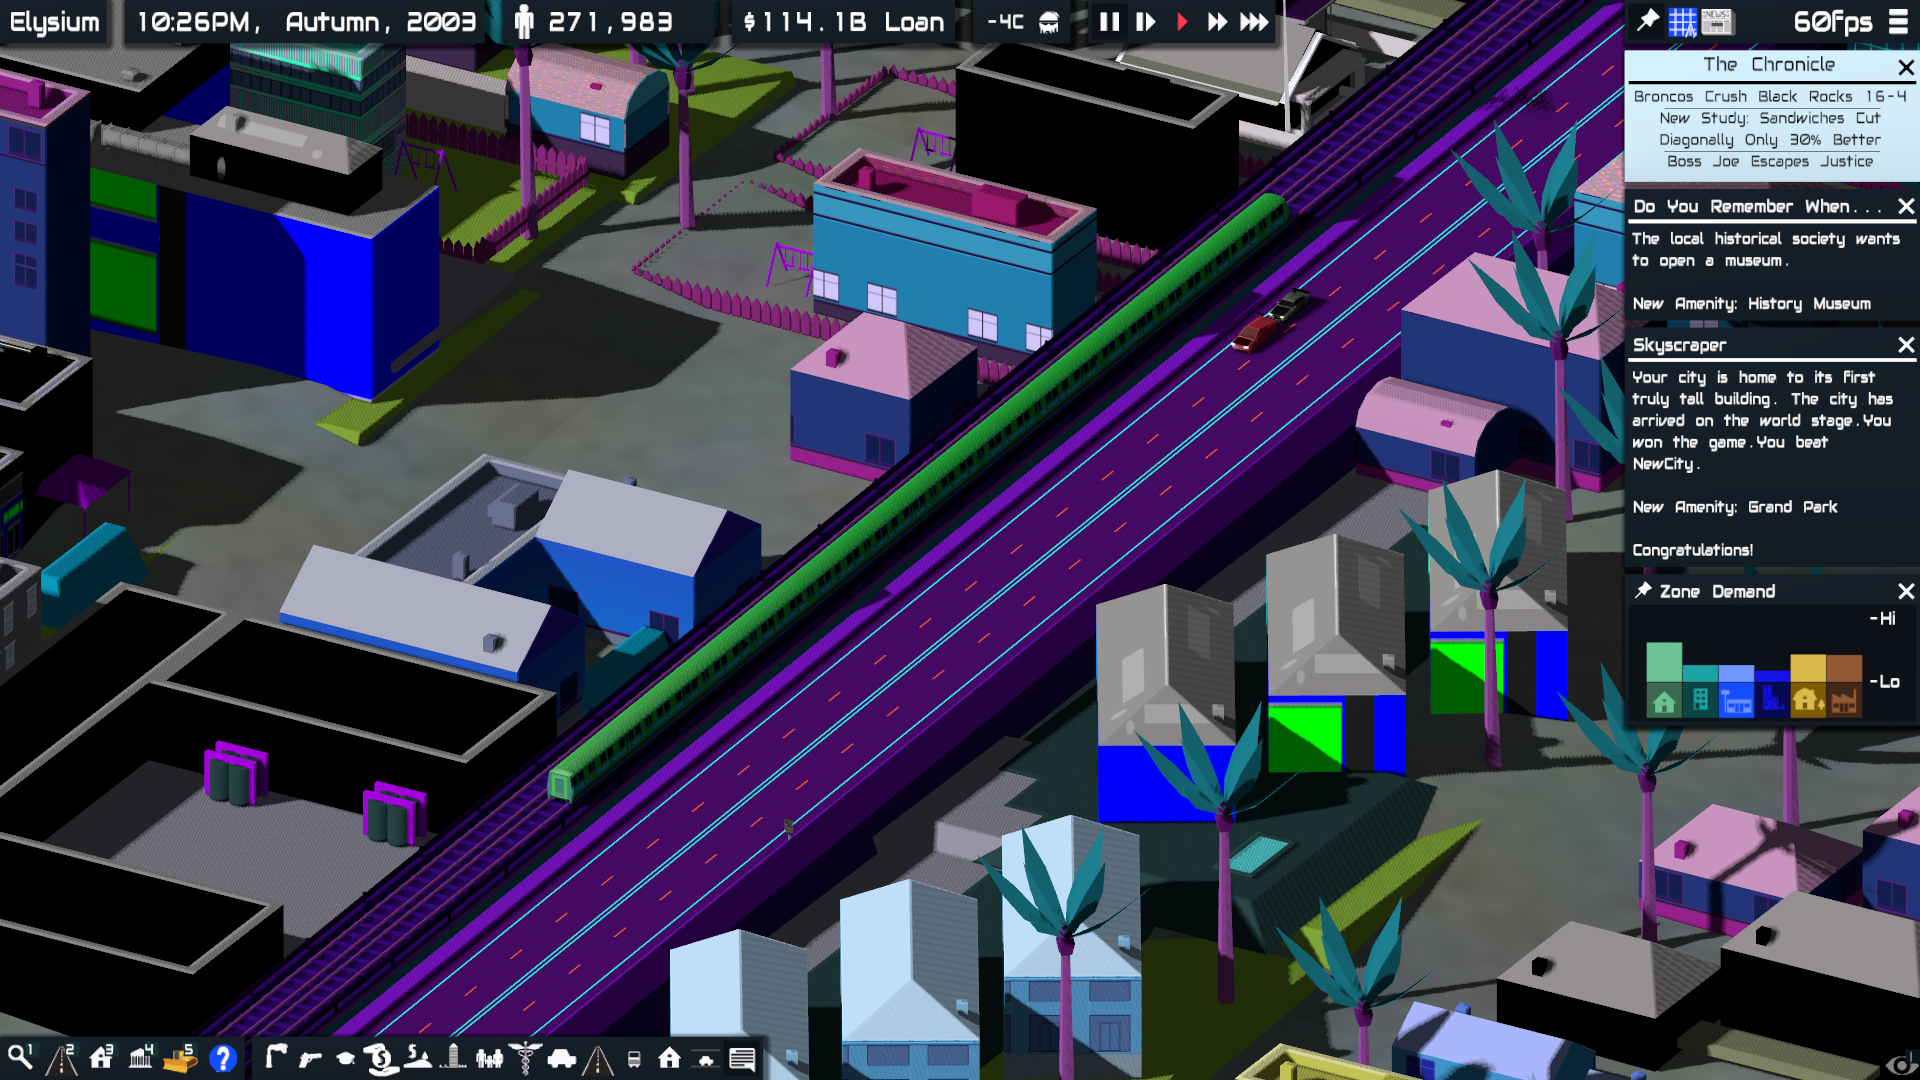 Elysium
10:26PM, Autumn, 2003
271,983
$114.1B Loan
-4C
60fps
NEWS
The Chronicle
Broncos Crush Black Rocks 16-4
New Study: Sandwiches Cut
Diagonally Only 30% Better
Boss Joe Escapes Justice
Do You Remember When...
The local historical society wants
to open a museum.
New Amenity: History Museum
Skyscraper
Your city is home to its first
truly tall building. The city has
arrived on the world stage.You
won the game.You beat
NewCity.
New Amenity: Grand Park
Congratulations!
Zone Demand
-Hi
-Lo
1 2 3 4 5 ?